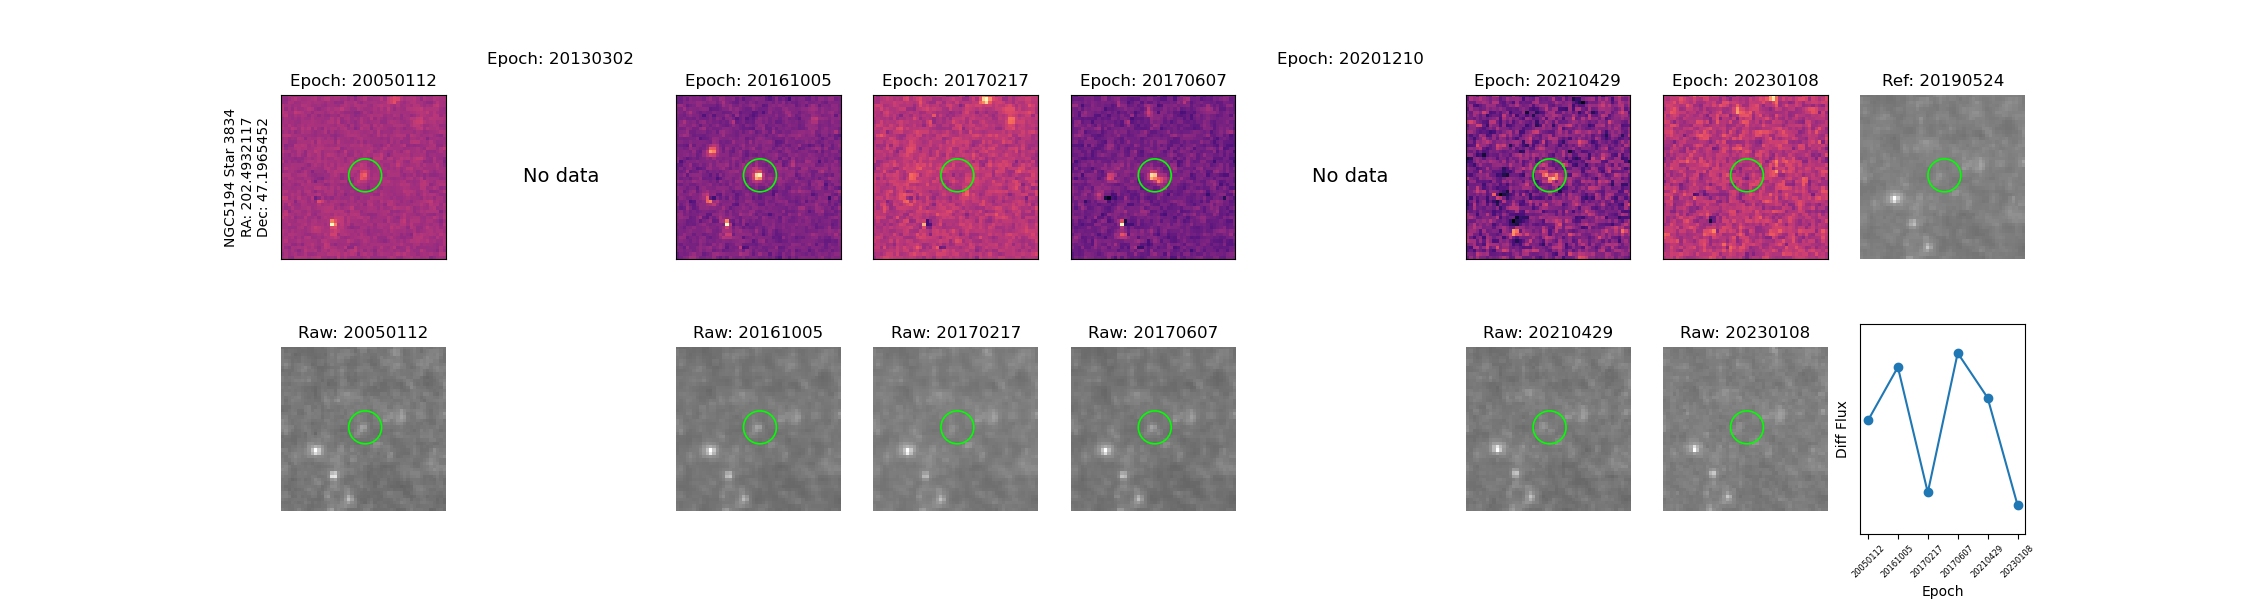 Epoch: 20130302
Epoch: 20201210
Epoch: 20050112
Epoch: 20161005
Epoch: 20170217
Epoch: 20170607
Epoch: 20210429
Epoch: 20230108
Ref: 20190524
NGC5194 Star 3834
RA: 202.4932117
Dec: 47.1965452
No data
No data
Raw: 20050112
Raw: 20161005
Raw: 20170217
Raw: 20170607
Raw: 20210429
Raw: 20230108
Diff Flux
20050112
20161005
20170217
20170607
20210429
20230108
Epoch